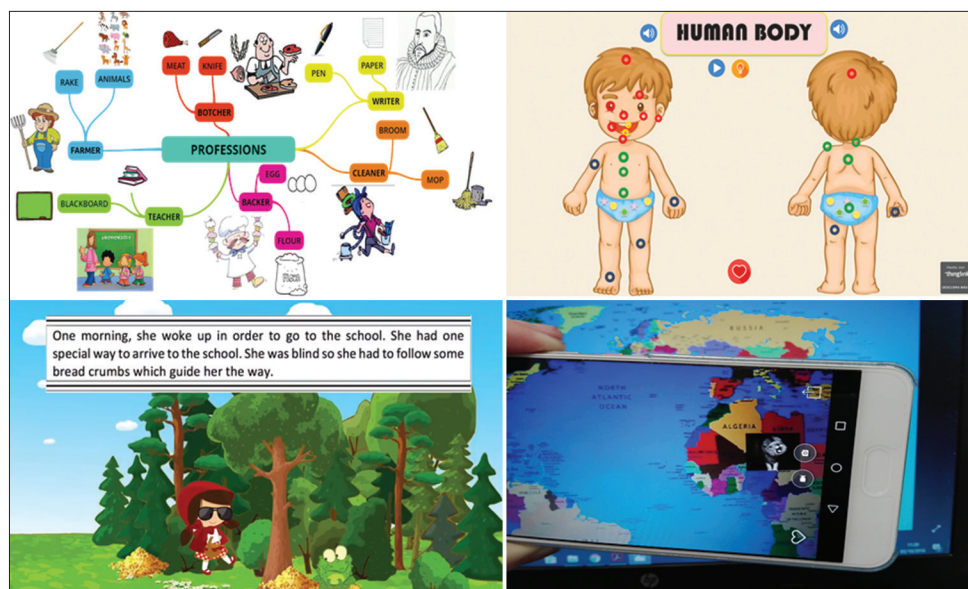 RAKE
ANIMALS
FARMER
MEAT
KNIFE
BOTCHER
PEN
PAPER
WRITER
PROFESSIONS
BROOM
CLEANER
MOP
EGG
BACKER
FLOUR
BLACKBOARD
TEACHER
HUMAN BODY
One morning, she woke up in order to go to the school. She had one
special way to arrive to the school. She was blind so she had to follow some
bread crumbs which guide her the way.
RUSSIA
NORTH
ATLANTIC
OCEAN
ALGERIA